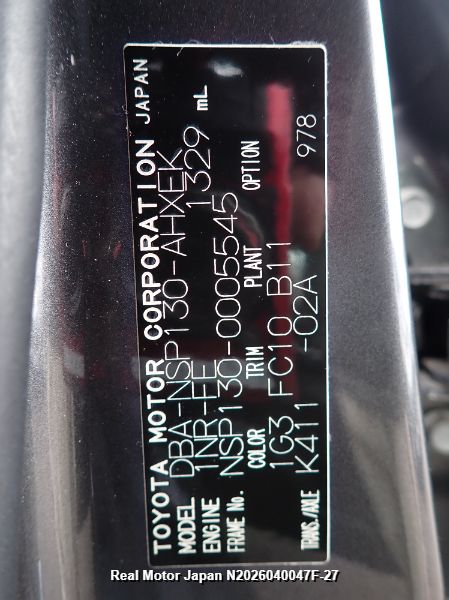 TOYOTA MOTOR CORPORATION JAPAN
MODEL DBA-NSP130-AHXEK
ENGINE 1NR-FE 1329 mL
FRAME No. NSP130-0005545
COLOR TRIM PLANT OPTION
1G3 FC10 B11
TRANS./AXLE K411 -02A 978
Real Motor Japan N2026040047F-27